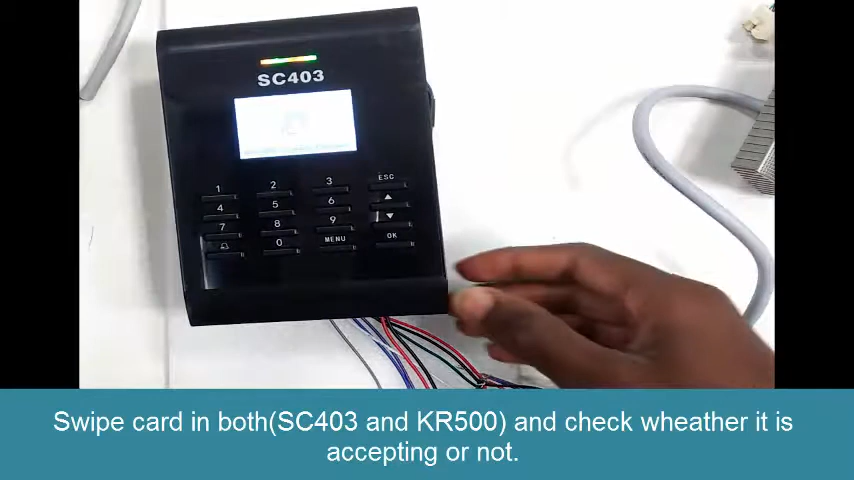 SC403
1 2 3 ESC
4 5 6
7 8 9
0 MENU OK
Swipe card in both(SC403 and KR500) and check wheather it is
accepting or not.